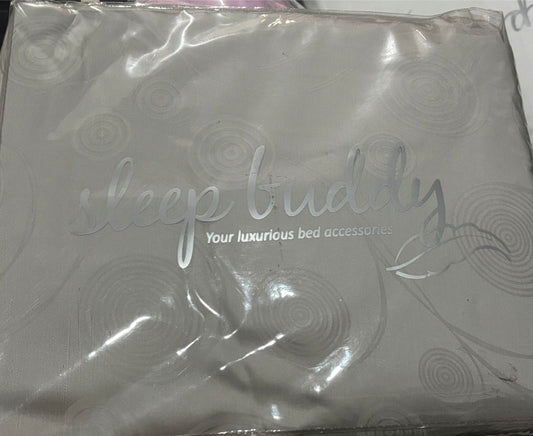 sleep buddy
Your luxurious bed accessories